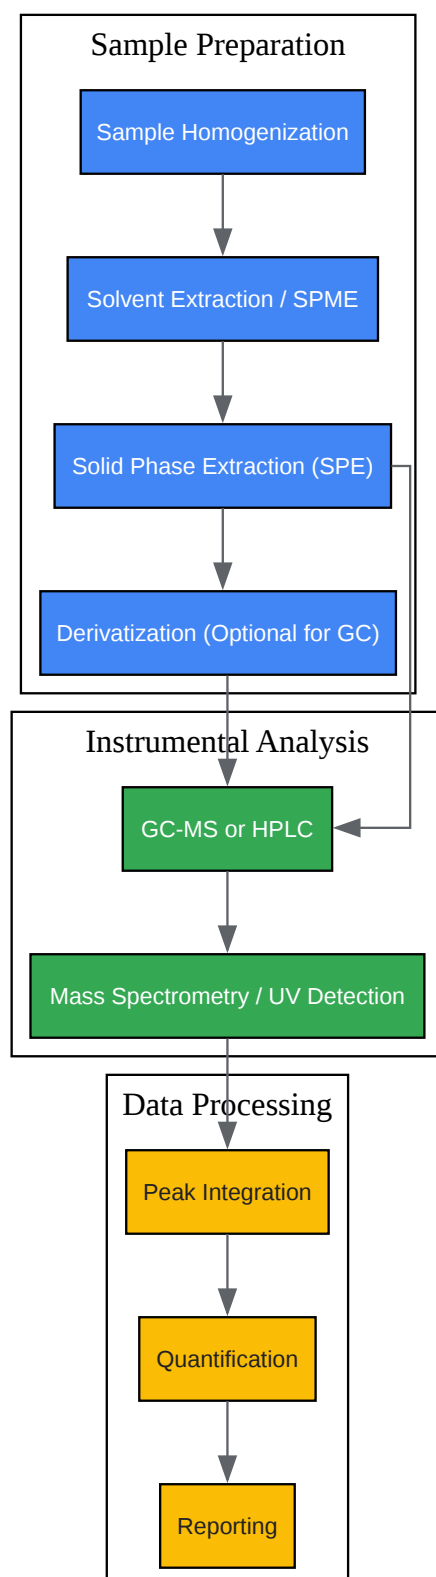 Sample Preparation
Sample Homogenization
Solvent Extraction / SPME
Solid Phase Extraction (SPE)
Derivatization (Optional for GC)
Instrumental Analysis
GC-MS or HPLC
Mass Spectrometry / UV Detection
Data Processing
Peak Integration
Quantification
Reporting